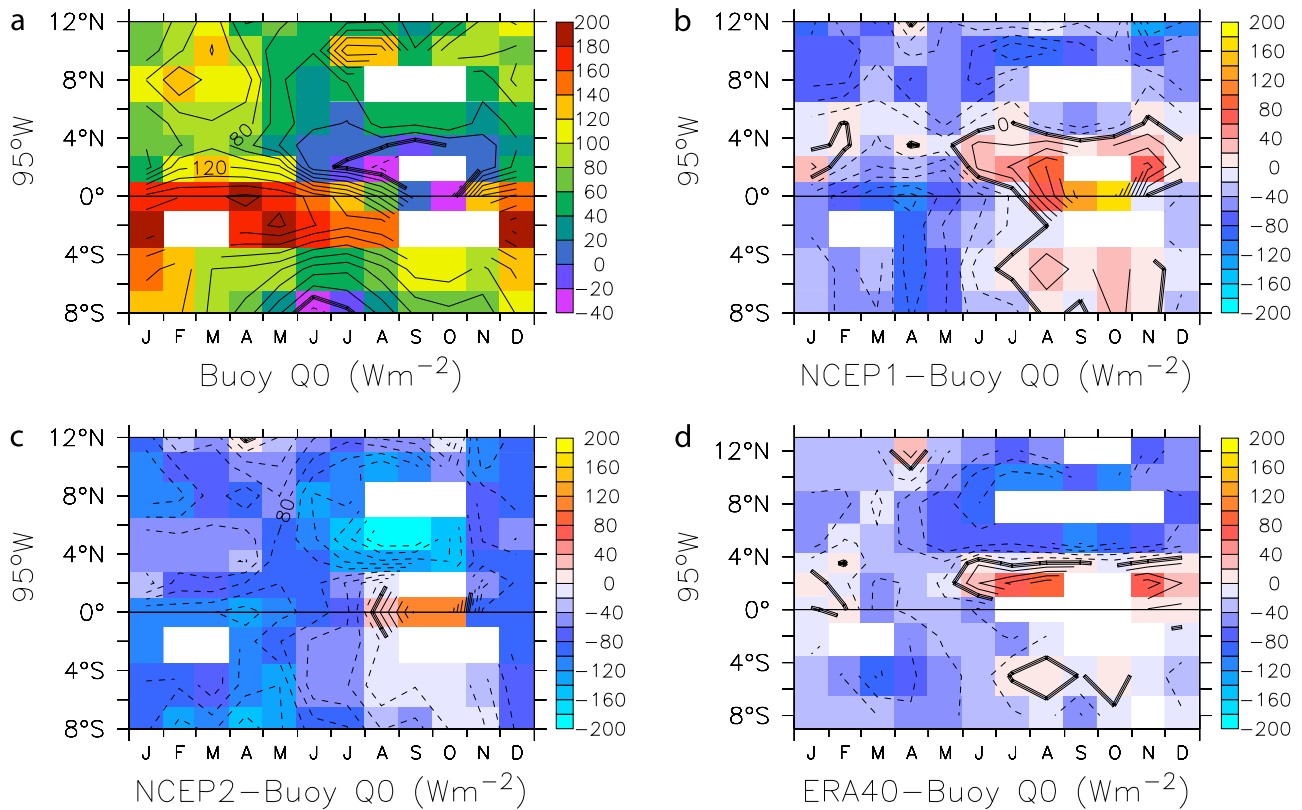 a
12°N
8°N
4°N
0°
4°S
8°S
95°W
80
120
J F M A M J J A S O N D
Buoy Q0 (Wm−2)
200
180
160
140
120
100
80
60
40
20
0
−20
−40
b
12°N
8°N
4°N
0°
4°S
8°S
95°W
0
J F M A M J J A S O N D
NCEP1−Buoy Q0 (Wm−2)
200
160
120
80
40
0
−40
−80
−120
−160
−200
c
12°N
8°N
4°N
0°
4°S
8°S
95°W
80
J F M A M J J A S O N D
NCEP2−Buoy Q0 (Wm−2)
200
160
120
80
40
0
−40
−80
−120
−160
−200
d
12°N
8°N
4°N
0°
4°S
8°S
95°W
J F M A M J J A S O N D
ERA40−Buoy Q0 (Wm−2)
200
160
120
80
40
0
−40
−80
−120
−160
−200